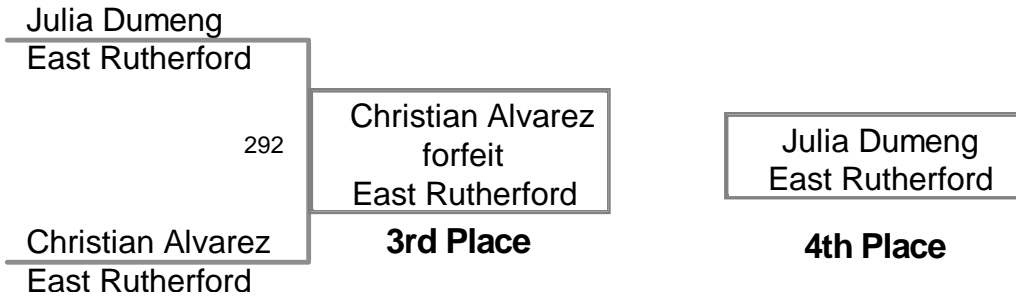 Julia Dumeng
East Rutherford
292
Christian Alvarez
forfeit
East Rutherford
3rd Place
Christian Alvarez
East Rutherford
Julia Dumeng
East Rutherford
4th Place